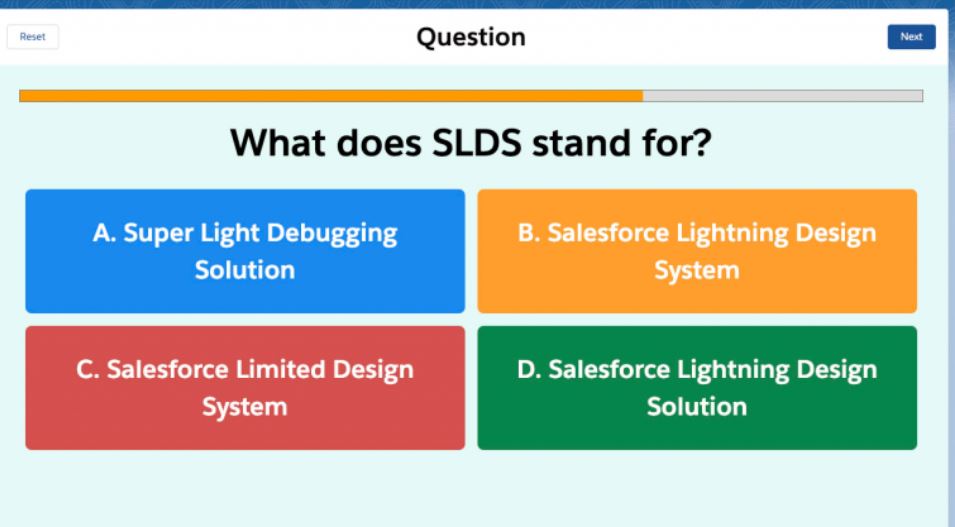 Reset
Question
Next
What does SLDS stand for?
A. Super Light Debugging
Solution
B. Salesforce Lightning Design
System
C. Salesforce Limited Design
System
D. Salesforce Lightning Design
Solution